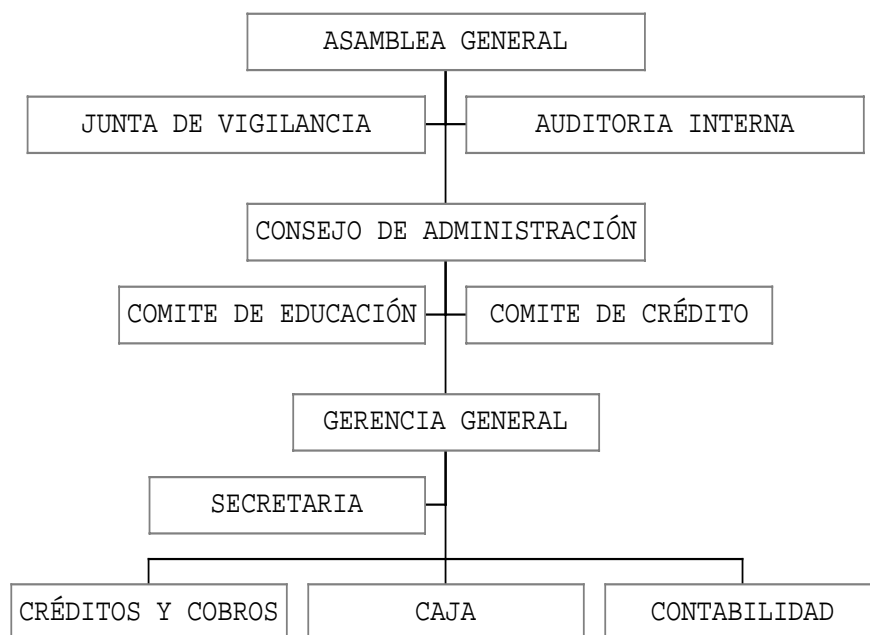 ASAMBLEA GENERAL
JUNTA DE VIGILANCIA
AUDITORIA INTERNA
CONSEJO DE ADMINISTRACIÓN
COMITE DE EDUCACIÓN
COMITE DE CRÉDITO
GERENCIA GENERAL
SECRETARIA
CRÉDITOS Y COBROS
CAJA
CONTABILIDAD